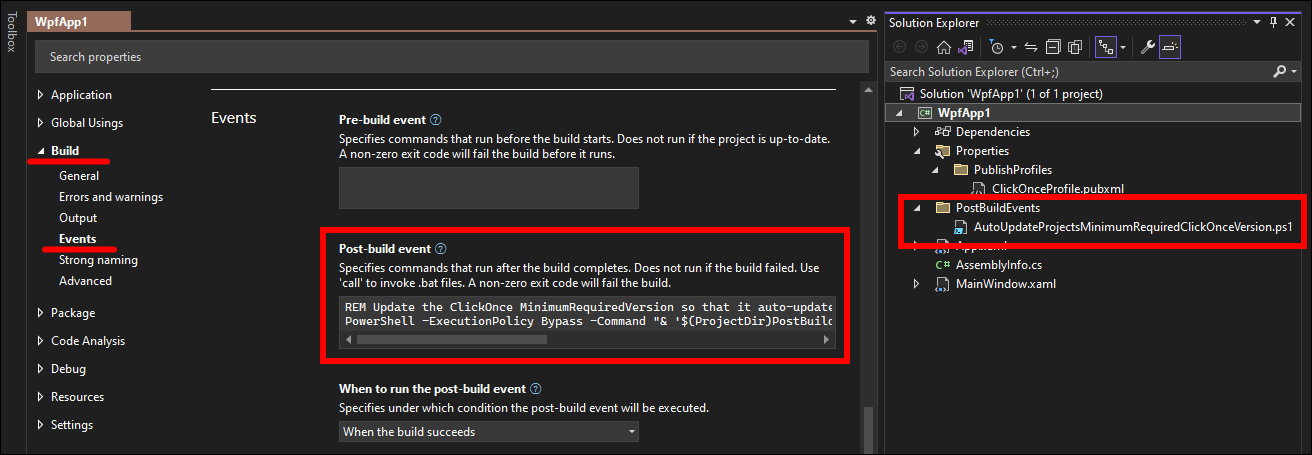 Toolbox
WpfApp1
Search properties
Application
Global Usings
Build
General
Errors and warnings
Output
Events
Strong naming
Advanced
Package
Code Analysis
Debug
Resources
Settings
Events
Pre-build event
Specifies commands that run before the build starts. Does not run if the project is up-to-date.
A non-zero exit code will fail the build before it runs.
Post-build event
Specifies commands that run after the build completes. Does not run if the build failed. Use
'call' to invoke .bat files. A non-zero exit code will fail the build.
REM Update the ClickOnce MinimumRequiredVersion so that it auto-update
PowerShell -ExecutionPolicy Bypass -Command "& '$(ProjectDir)PostBuild
When to run the post-build event
Specifies under which condition the post-build event will be executed.
When the build succeeds
Solution Explorer
Search Solution Explorer (Ctrl+;)
Solution 'WpfApp1' (1 of 1 project)
C# WpfApp1
Dependencies
Properties
PublishProfiles
ClickOnceProfile.pubxml
PostBuildEvents
AutoUpdateProjectsMinimumRequiredClickOnceVersion.ps1
App.xaml
C# AssemblyInfo.cs
MainWindow.xaml